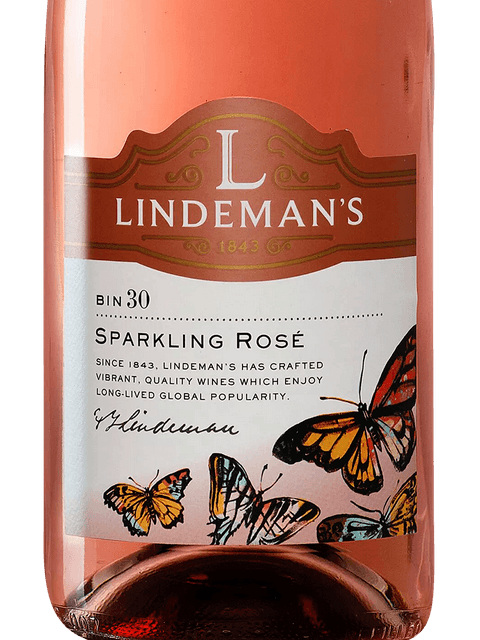 L
LINDEMAN'S
1843
BIN 30
SPARKLING ROSÉ
SINCE 1843, LINDEMAN'S HAS CRAFTED
VIBRANT, QUALITY WINES WHICH ENJOY
LONG-LIVED GLOBAL POPULARITY.
Lindeman